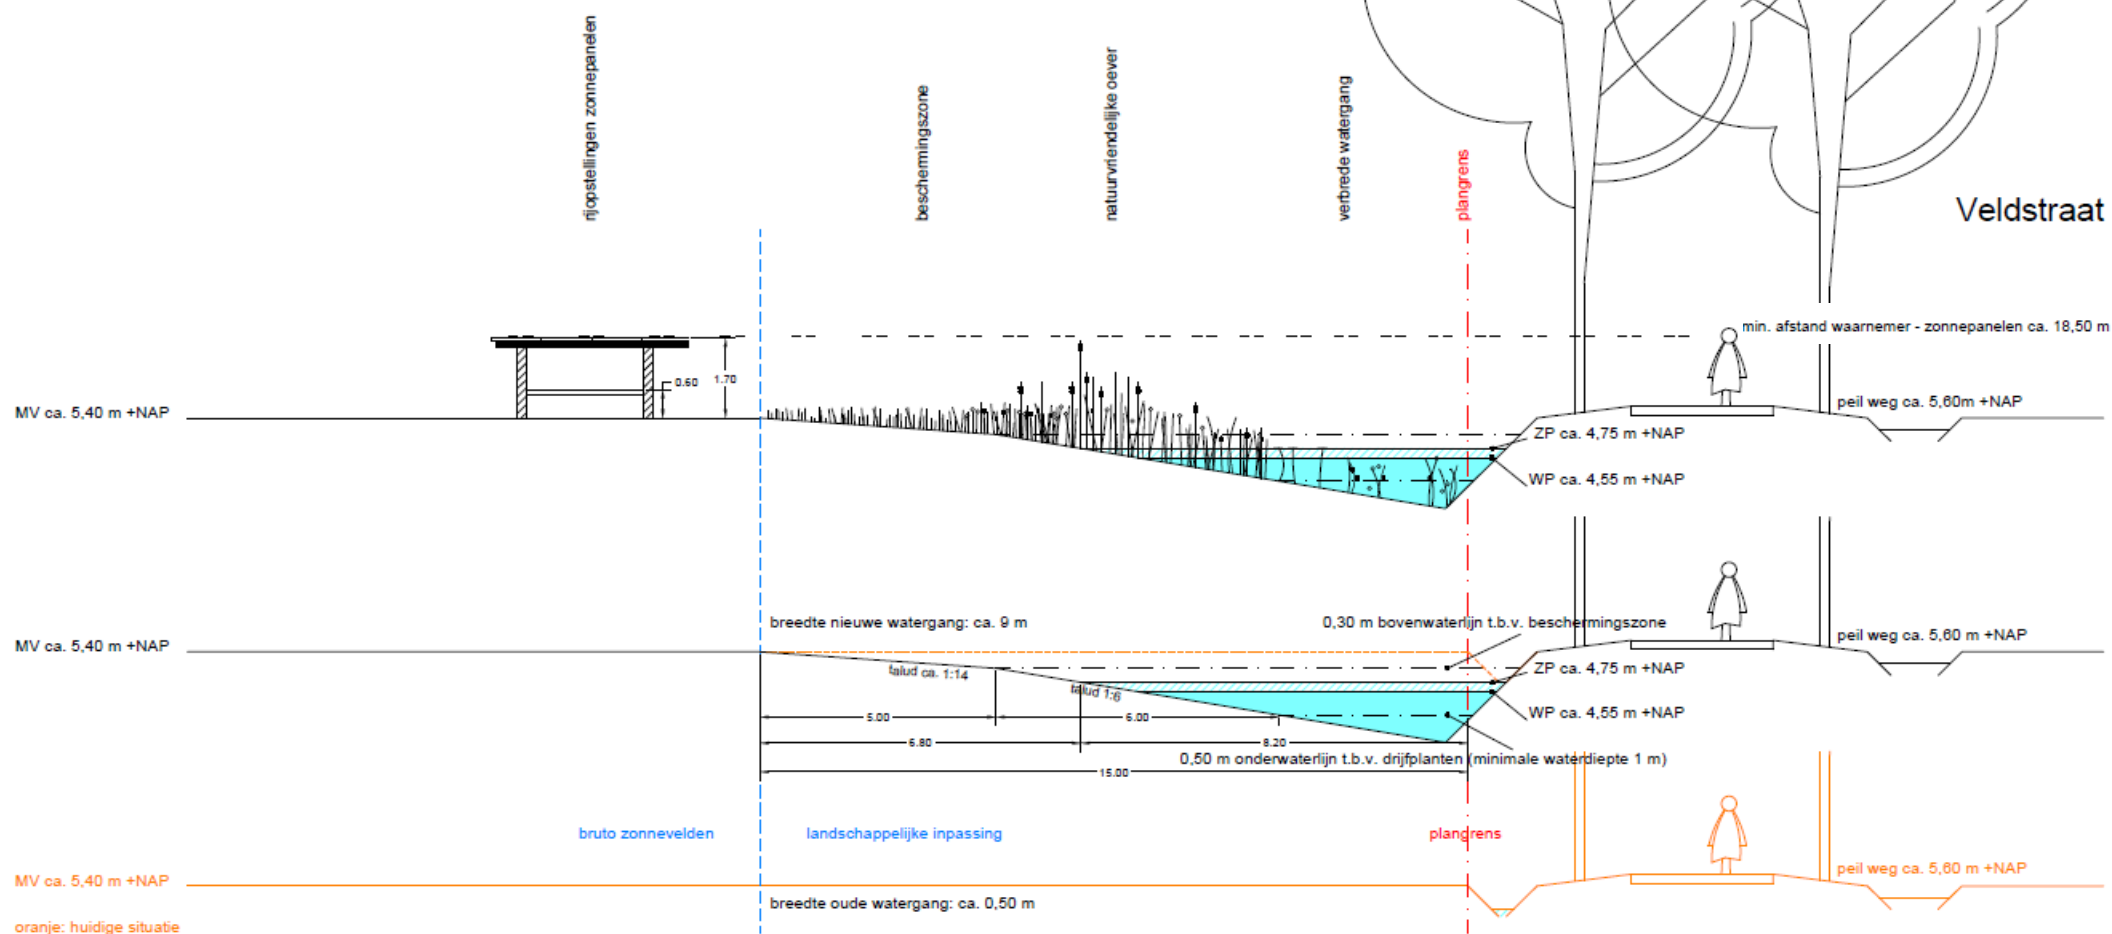 rijopstellingen zonnepanelen
beschermingszone
natuurvriendelijke oever
verbrede watergang
plangrens
Veldstraat
min. afstand waarnemer - zonnepanelen ca. 18,50 m
0.60
1.70
MV ca. 5,40 m +NAP
peil weg ca. 5,60m +NAP
ZP ca. 4,75 m +NAP
WP ca. 4,55 m +NAP
breedte nieuwe watergang: ca. 9 m
0,30 m bovenwaterlijn t.b.v. beschermingszone
MV ca. 5,40 m +NAP
peil weg ca. 5,60 m +NAP
talud ca. 1:14
talud 1:6
ZP ca. 4,75 m +NAP
WP ca. 4,55 m +NAP
5.00
6.00
6.80
8.20
0,50 m onderwaterlijn t.b.v. drijfplanten (minimale waterdiepte 1 m)
15.00
bruto zonnevelden
landschappelijke inpassing
plangrens
MV ca. 5,40 m +NAP
peil weg ca. 5,60 m +NAP
breedte oude watergang: ca. 0,50 m
oranje: huidige situatie